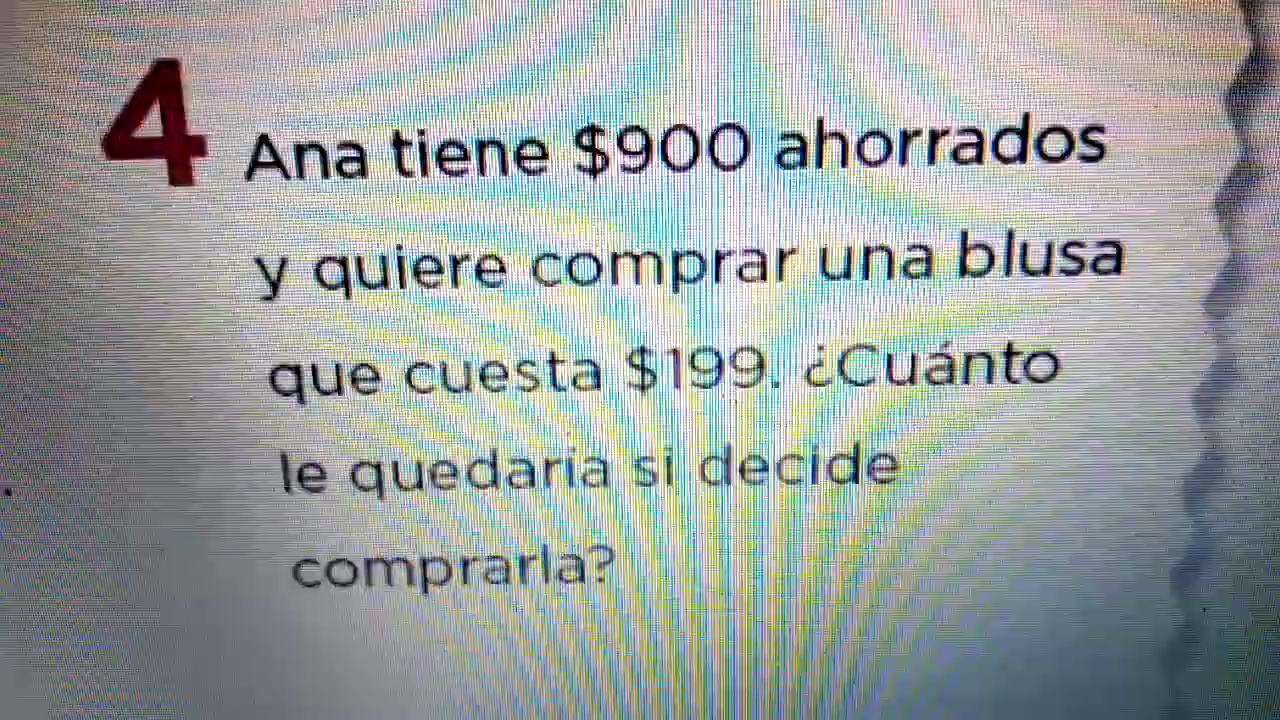 4 Ana tiene $900 ahorrados
y quiere comprar una blusa
que cuesta $199. ¿Cuánto
le quedaría si decide
comprarla?